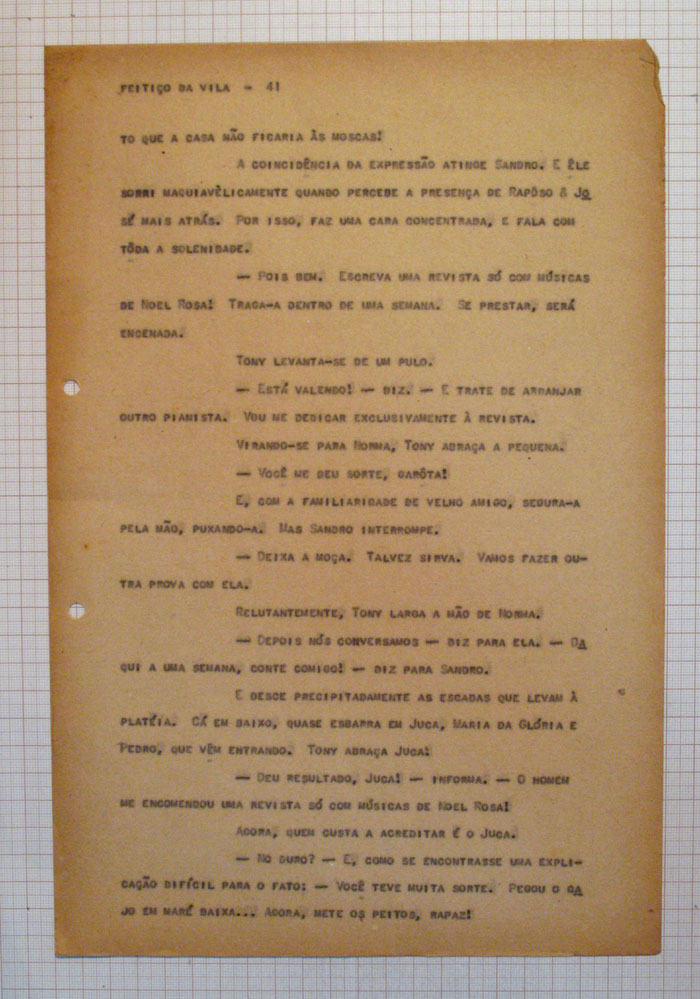 FEITIÇO DA VILA - 41
TO QUE A CASA NÃO FICARIA ÀS MOSCAS!
A COINCIDÊNCIA DA EXPRESSÃO ATINGE SANDRO. E ÊLE
SORRI MAQUIAVÈLICAMENTE QUANDO PERCEBE A PRESENÇA DE RAPÔSO & JO
SÉ MAIS ATRÁS. POR ISSO, FAZ UMA CARA CONCENTRADA, E FALA COM
TÔDA A SOLENIDADE.
— POIS BEM. ESCREVA UMA REVISTA SÓ COM MÚSICAS
DE NOEL ROSA! TRAGA-A DENTRO DE UMA SEMANA. SE PRESTAR, SERÁ
ENCENADA.
TONY LEVANTA-SE DE UM PULO.
— ESTÁ VALENDO! — DIZ. — E TRATE DE ARRANJAR
OUTRO PIANISTA. VOU ME DEDICAR EXCLUSIVAMENTE À REVISTA.
VIRANDO-SE PARA NORMA, TONY ABRAÇA A PEQUENA.
— VOCÊ ME DEU SORTE, GARÔTA!
E, COM A FAMILIARIDADE DE VELHO AMIGO, SEGURA-A
PELA MÃO, PUXANDO-A. MAS SANDRO INTERROMPE.
— DEIXA A MOÇA. TALVEZ SIRVA. VAMOS FAZER OU-
TRA PROVA COM ELA.
RELUTANTEMENTE, TONY LARGA A MÃO DE NORMA.
— DEPOIS NÓS CONVERSAMOS — DIZ PARA ELA. — DA
QUI A UMA SEMANA, CONTE COMIGO! — DIZ PARA SANDRO.
E DESCE PRECIPITADAMENTE AS ESCADAS QUE LEVAM À
PLATÉIA. CÁ EM BAIXO, QUASE ESBARRA EM JUCA, MARIA DA GLÓRIA E
PEDRO, QUE VÊM ENTRANDO. TONY ABRAÇA JUCA!
— DEU RESULTADO, JUCA! — INFORMA. — O HOMEM
ME ENCOMENDOU UMA REVISTA SÓ COM MÚSICAS DE NOEL ROSA!
AGORA, QUEM CUSTA A ACREDITAR É O JUCA.
— NO DURO? — E, COMO SE ENCONTRASSE UMA EXPLI-
CAÇÃO DIFÍCIL PARA O FATO: — VOCÊ TEVE MUITA SORTE. PEGOU O GA
JO EM MARÉ BAIXA... AGORA, METE OS PEITOS, RAPAZ!